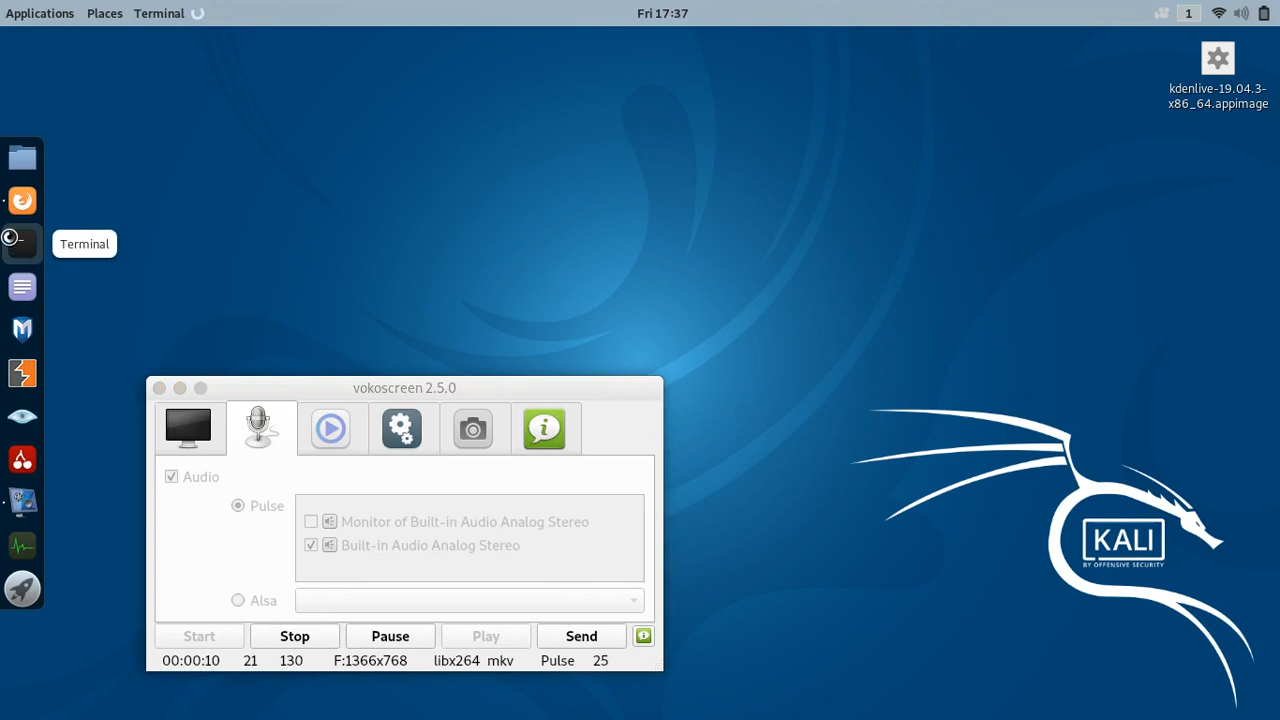 Applications Places Terminal Fri 17:37 1
kdenlive-19.04.3-
x86_64.appimage
Terminal
vokoscreen 2.5.0
Audio
Pulse
Monitor of Built-in Audio Analog Stereo
Built-in Audio Analog Stereo
Alsa
Start Stop Pause Play Send
00:00:10 21 130 F:1366x768 libx264 mkv Pulse 25
KALI
BY OFFENSIVE SECURITY